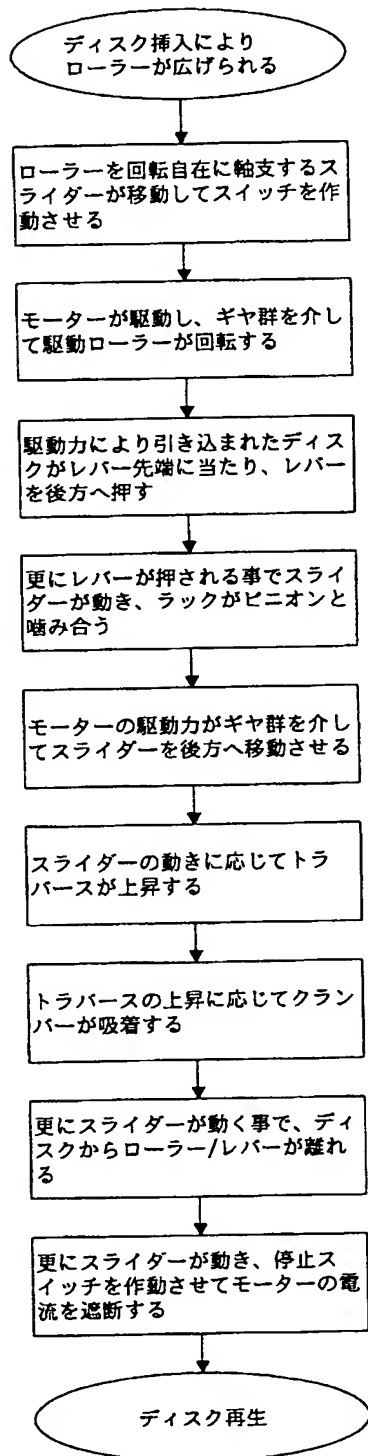 ディスク挿入により
ローラーが広げられる
ローラーを回転自在に軸支するス
ライダーが移動してスイッチを作
動させる
モーターが駆動し、ギヤ群を介し
て駆動ローラーが回転する
駆動力により引き込まれたディス
クがレバー先端に当たり、レバー
を後方へ押す
更にレバーが押される事でスライ
ダーが動き、ラックがピニオンと
噛み合う
モーターの駆動力がギヤ群を介し
てスライダーを後方へ移動させる
スライダーの動きに応じてトラ
バースが上昇する
トラバースの上昇に応じてクラン
パーが吸着する
更にスライダーが動く事で、ディ
スクからローラー/レバーが離れ
る
更にスライダーが動き、停止ス
イッチを作動させてモーターの電
流を遮断する
ディスク再生